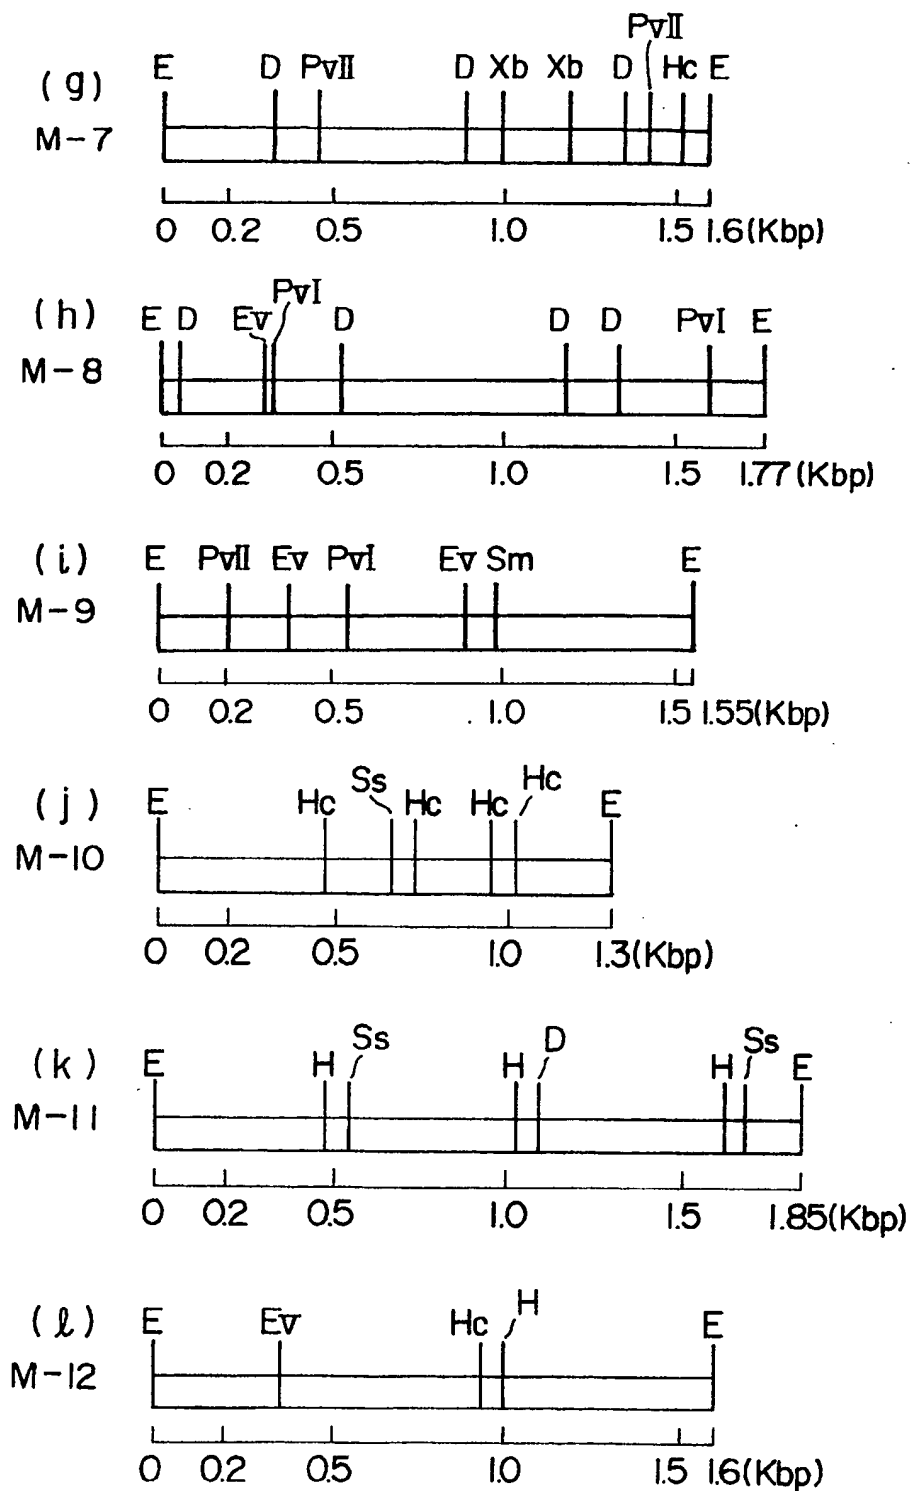 PvII
E D PvII D Xb Xb D Hc E
(g)
M-7
0 0.2 0.5 1.0 1.5 1.6(Kbp)
PvI
(h) E D Ev D D D PvI E
M-8
0 0.2 0.5 1.0 1.5 1.77(Kbp)
(i) E PvII Ev PvI Ev Sm E
M-9
0 0.2 0.5 1.0 1.5 1.55(Kbp)
Ss Hc
(j) E Hc Hc Hc E
M-10
0 0.2 0.5 1.0 1.3(Kbp)
Ss D Ss
(k) E H H H E
M-11
0 0.2 0.5 1.0 1.5 1.85(Kbp)
H
(ℓ) E Ev Hc E
M-12
0 0.2 0.5 1.0 1.5 1.6(Kbp)